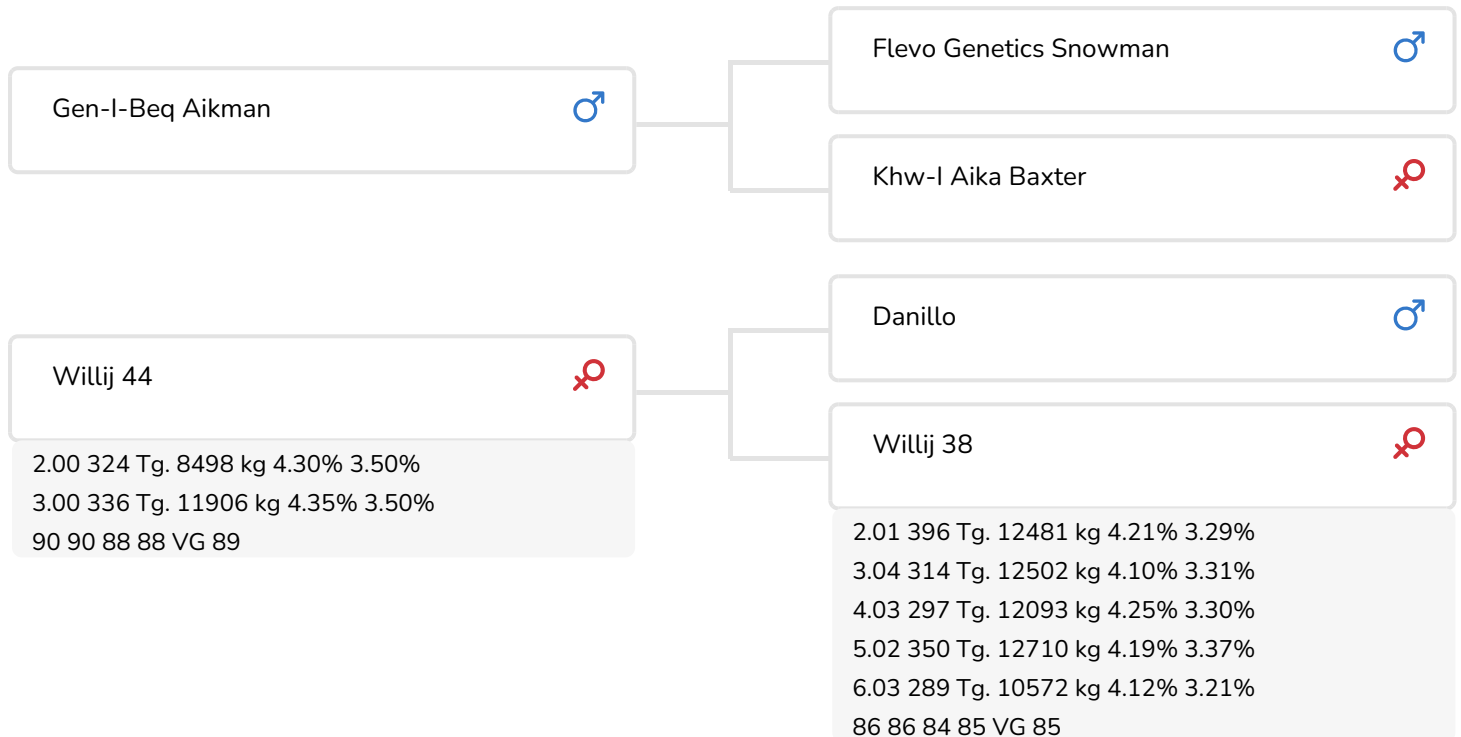 Gen-I-Beq Aikman
Flevo Genetics Snowman
Khw-I Aika Baxter
Willij 44
2.00 324 Tg. 8498 kg 4.30% 3.50%
3.00 336 Tg. 11906 kg 4.35% 3.50%
90 90 88 88 VG 89
Danillo
Willij 38
2.01 396 Tg. 12481 kg 4.21% 3.29%
3.04 314 Tg. 12502 kg 4.10% 3.31%
4.03 297 Tg. 12093 kg 4.25% 3.30%
5.02 350 Tg. 12710 kg 4.19% 3.37%
6.03 289 Tg. 10572 kg 4.12% 3.21%
86 86 84 85 VG 85